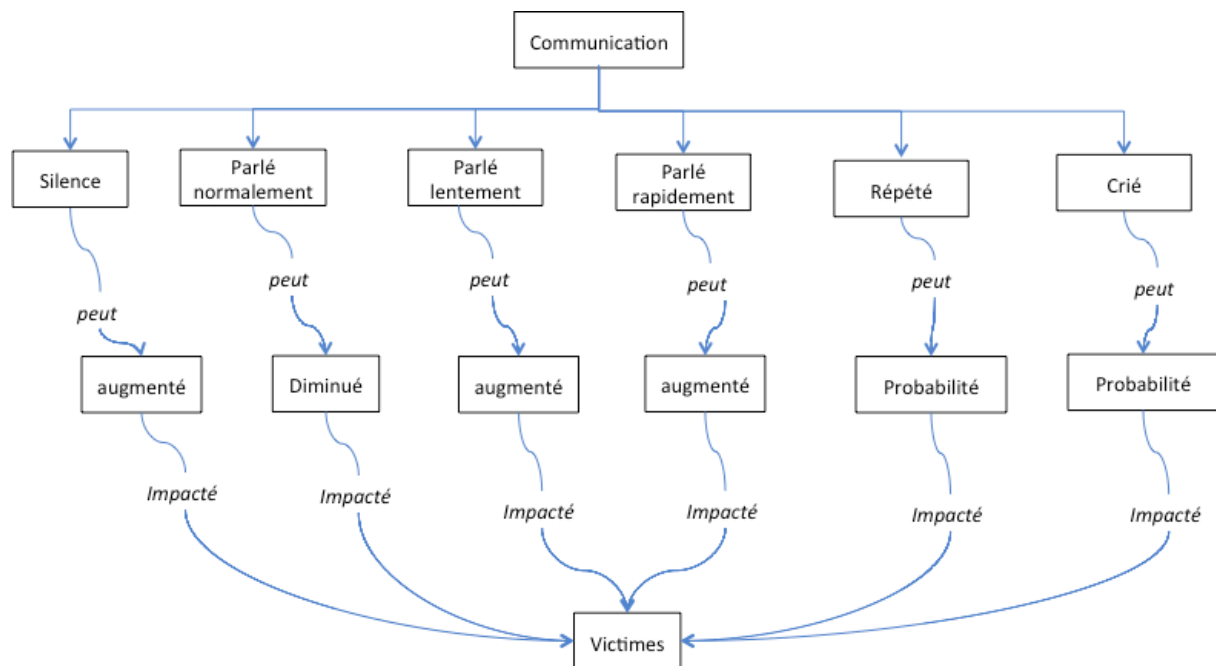 Communication
Silence
Parlé
normalement
Parlé
lentement
Parlé
rapidement
Répété
Crié
peut
peut
peut
peut
peut
peut
augmenté
Diminué
augmenté
augmenté
Probabilité
Probabilité
Impacté
Impacté
Impacté
Impacté
Impacté
Impacté
Victimes